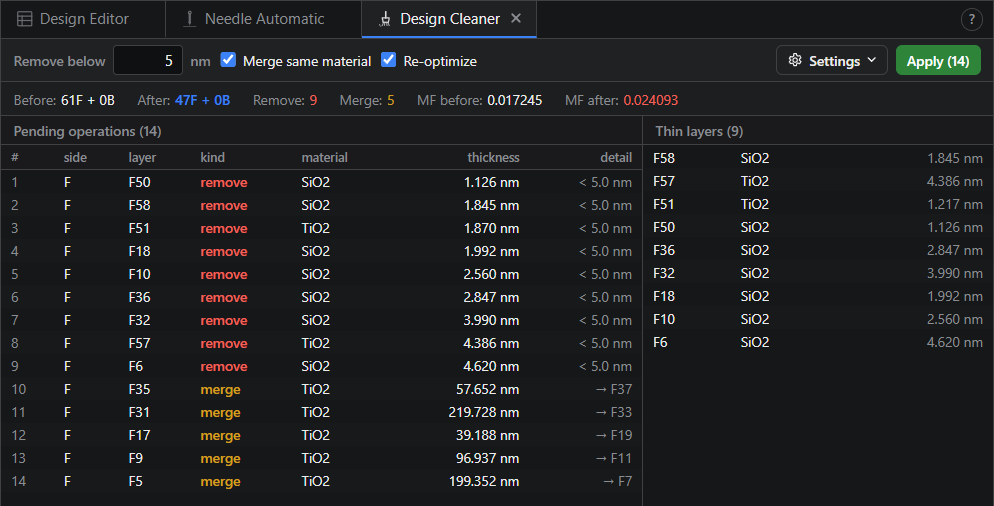 Design Editor Needle Automatic Design Cleaner ✕ ?
Remove below 5 nm Merge same material Re-optimize Settings Apply (14)
Before: 61F + 0B After: 47F + 0B Remove: 9 Merge: 5 MF before: 0.017245 MF after: 0.024093
Pending operations (14)
# side layer kind material thickness detail
1 F F50 remove SiO2 1.126 nm < 5.0 nm
2 F F58 remove SiO2 1.845 nm < 5.0 nm
3 F F51 remove TiO2 1.870 nm < 5.0 nm
4 F F18 remove SiO2 1.992 nm < 5.0 nm
5 F F10 remove SiO2 2.560 nm < 5.0 nm
6 F F36 remove SiO2 2.847 nm < 5.0 nm
7 F F32 remove SiO2 3.990 nm < 5.0 nm
8 F F57 remove TiO2 4.386 nm < 5.0 nm
9 F F6 remove SiO2 4.620 nm < 5.0 nm
10 F F35 merge TiO2 57.652 nm → F37
11 F F31 merge TiO2 219.728 nm → F33
12 F F17 merge TiO2 39.188 nm → F19
13 F F9 merge TiO2 96.937 nm → F11
14 F F5 merge TiO2 199.352 nm → F7
Thin layers (9)
F58 SiO2 1.845 nm
F57 TiO2 4.386 nm
F51 TiO2 1.217 nm
F50 SiO2 1.126 nm
F36 SiO2 2.847 nm
F32 SiO2 3.990 nm
F18 SiO2 1.992 nm
F10 SiO2 2.560 nm
F6 SiO2 4.620 nm